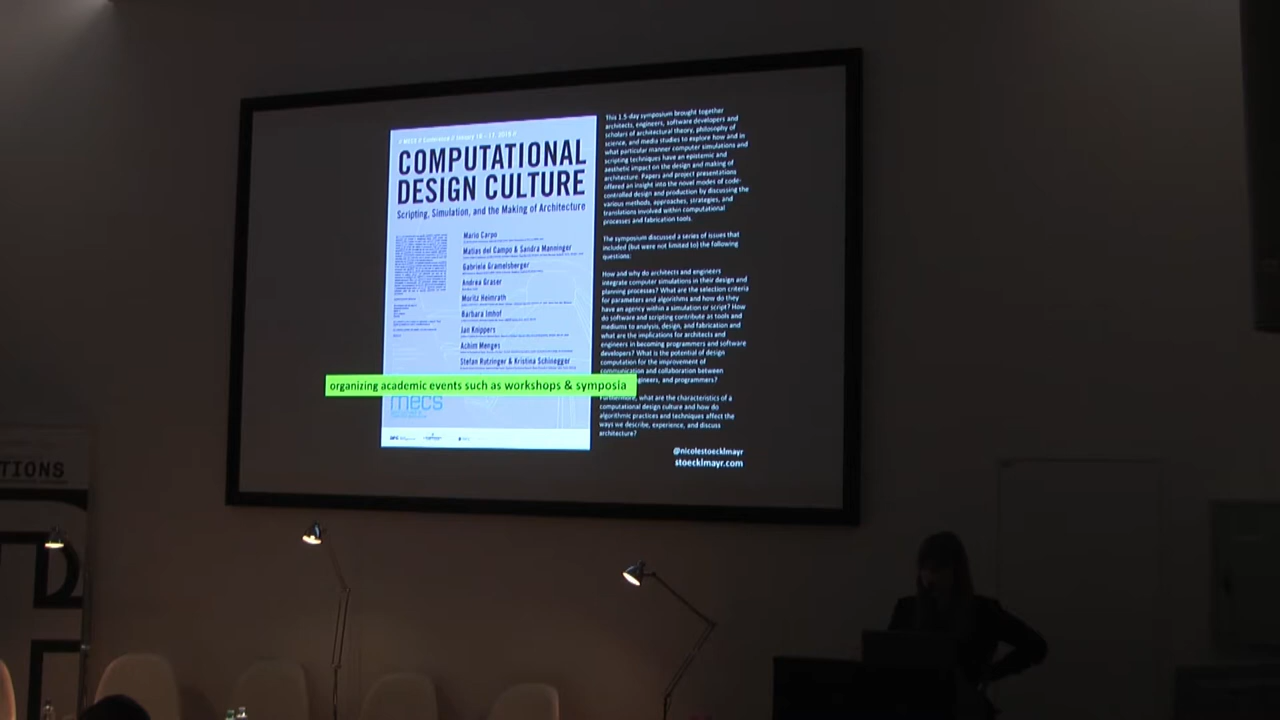 COMPUTATIONAL
DESIGN CULTURE
Scripting, Simulation, and the Making of Architecture
Mario Carpo
Matias del Campo & Sandra Manninger
Gabriele Gramelsberger
Andrea Graser
Moritz Heimrath
Barbara Imhof
Jan Knippers
Achim Menges
Stefan Rutzinger & Kristina Schinegger
organizing academic events such as workshops & symposia
mecs
This 1.5-day symposium brought together
architects, engineers, software developers and
scholars of architectural theory, philosophy of
science, and media studies to explore how and in
what particular manner computer simulations and
scripting techniques have an epistemic and
aesthetic impact on the design and making of
architecture. Papers and project presentations
offered an insight into the novel modes of code-
controlled design and production by discussing the
various methods, approaches, strategies, and
translations involved within computational
processes and fabrication tools.
The symposium discussed a series of issues that
included (but were not limited to) the following
questions:
How and why do architects and engineers
integrate computer simulations in their design and
planning processes? What are the selection criteria
for parameters and algorithms and how do they
have an agency within a simulation or script? How
do software and scripting contribute as tools and
mediums to analysis, design, and fabrication and
what are the implications for architects and
engineers in becoming programmers and software
developers? What is the potential of design
computation for the improvement of
communication and collaboration between
engineers, and programmers?
Furthermore, what are the characteristics of a
computational design culture and how do
algorithmic practices and techniques affect the
ways we describe, experience, and discuss
architecture?
@nicolestoecklmayr
stoecklmayr.com
TIONS